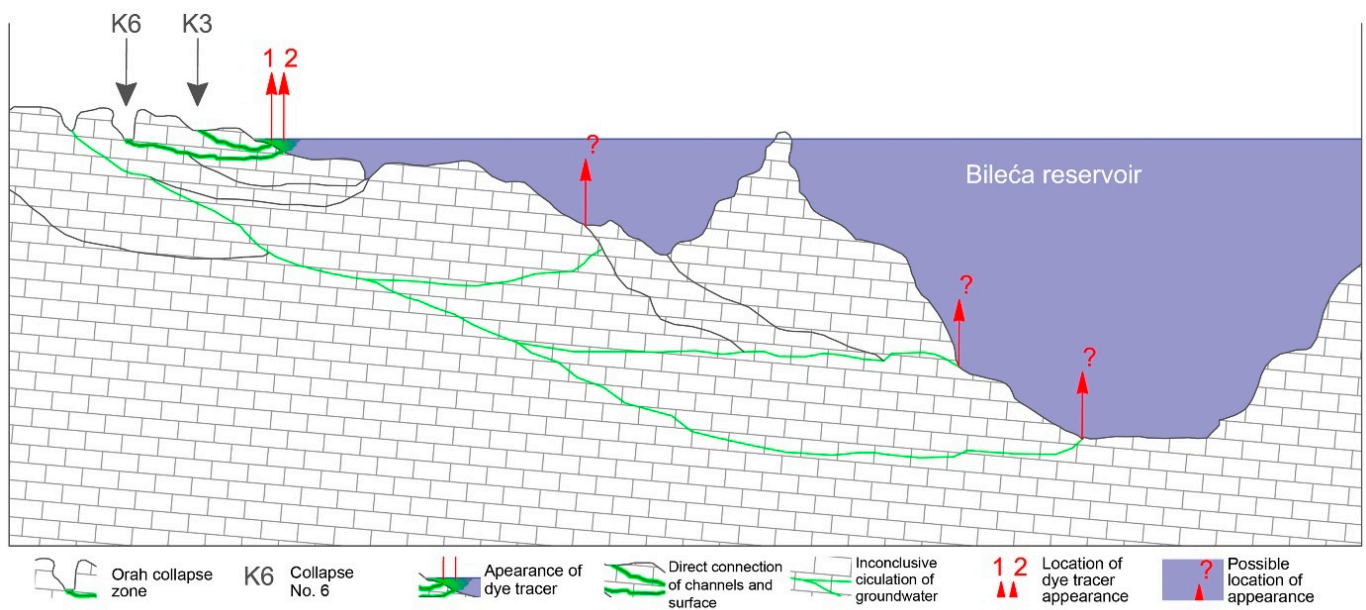 K6 K3
1 2
?
Bileća reservoir
?
?
Orah collapse
zone
K6
Collapse
No. 6
Apearance of
dye tracer
Direct connection
of channels and
surface
Inconclusive
ciculation of
groundwater
1 2
Location of
dye tracer
appearance
?
Possible
location of
appearance